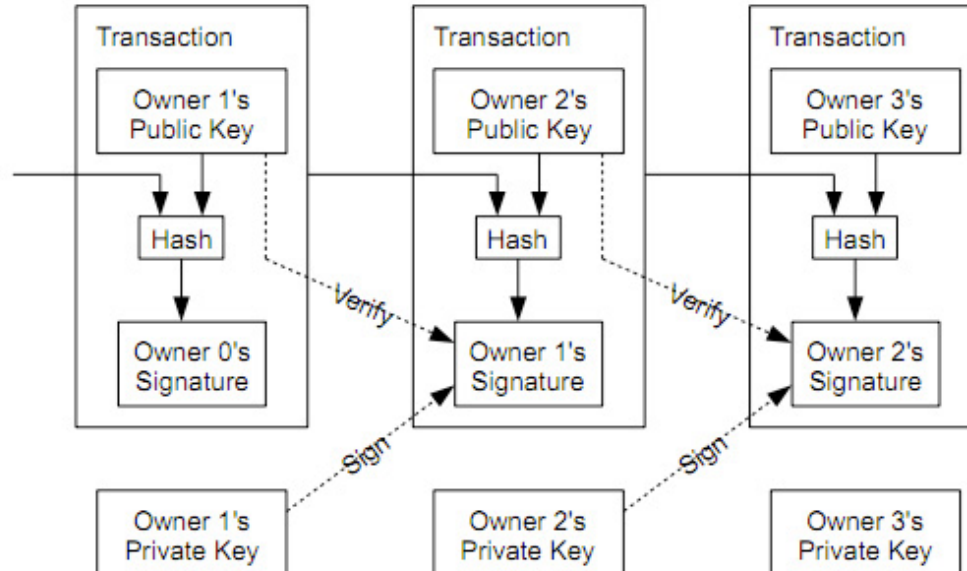 Transaction
Transaction
Transaction
Owner 1's
Public Key
Owner 2's
Public Key
Owner 3's
Public Key
Hash
Hash
Hash
Verify
Verify
Owner 0's
Signature
Owner 1's
Signature
Owner 2's
Signature
Sign
Sign
Owner 1's
Private Key
Owner 2's
Private Key
Owner 3's
Private Key